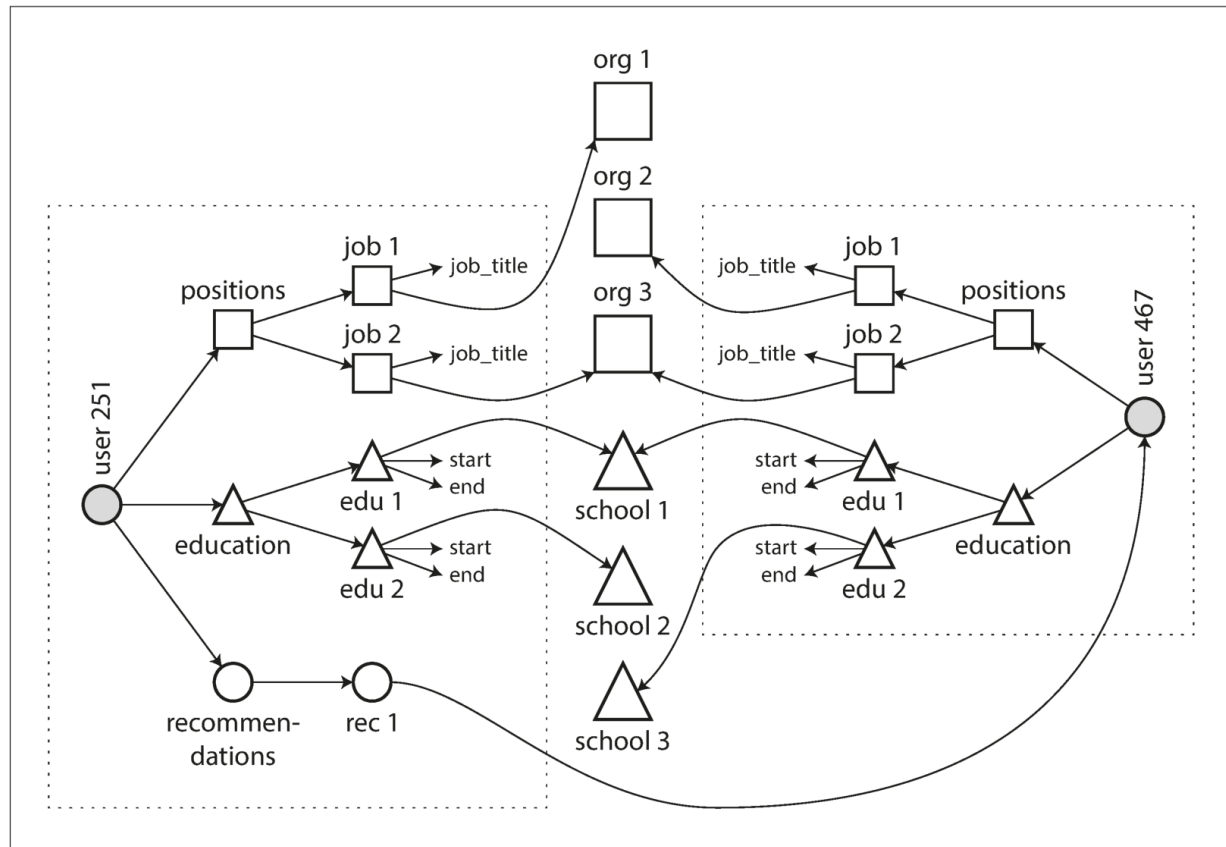 org 1
org 2
org 3
school 1
school 2
school 3
user 251
positions
job 1
job_title
job 2
job_title
education
edu 1
start
end
edu 2
start
end
recommen-
dations
rec 1
user 467
positions
job 1
job_title
job 2
job_title
education
edu 1
start
end
edu 2
start
end